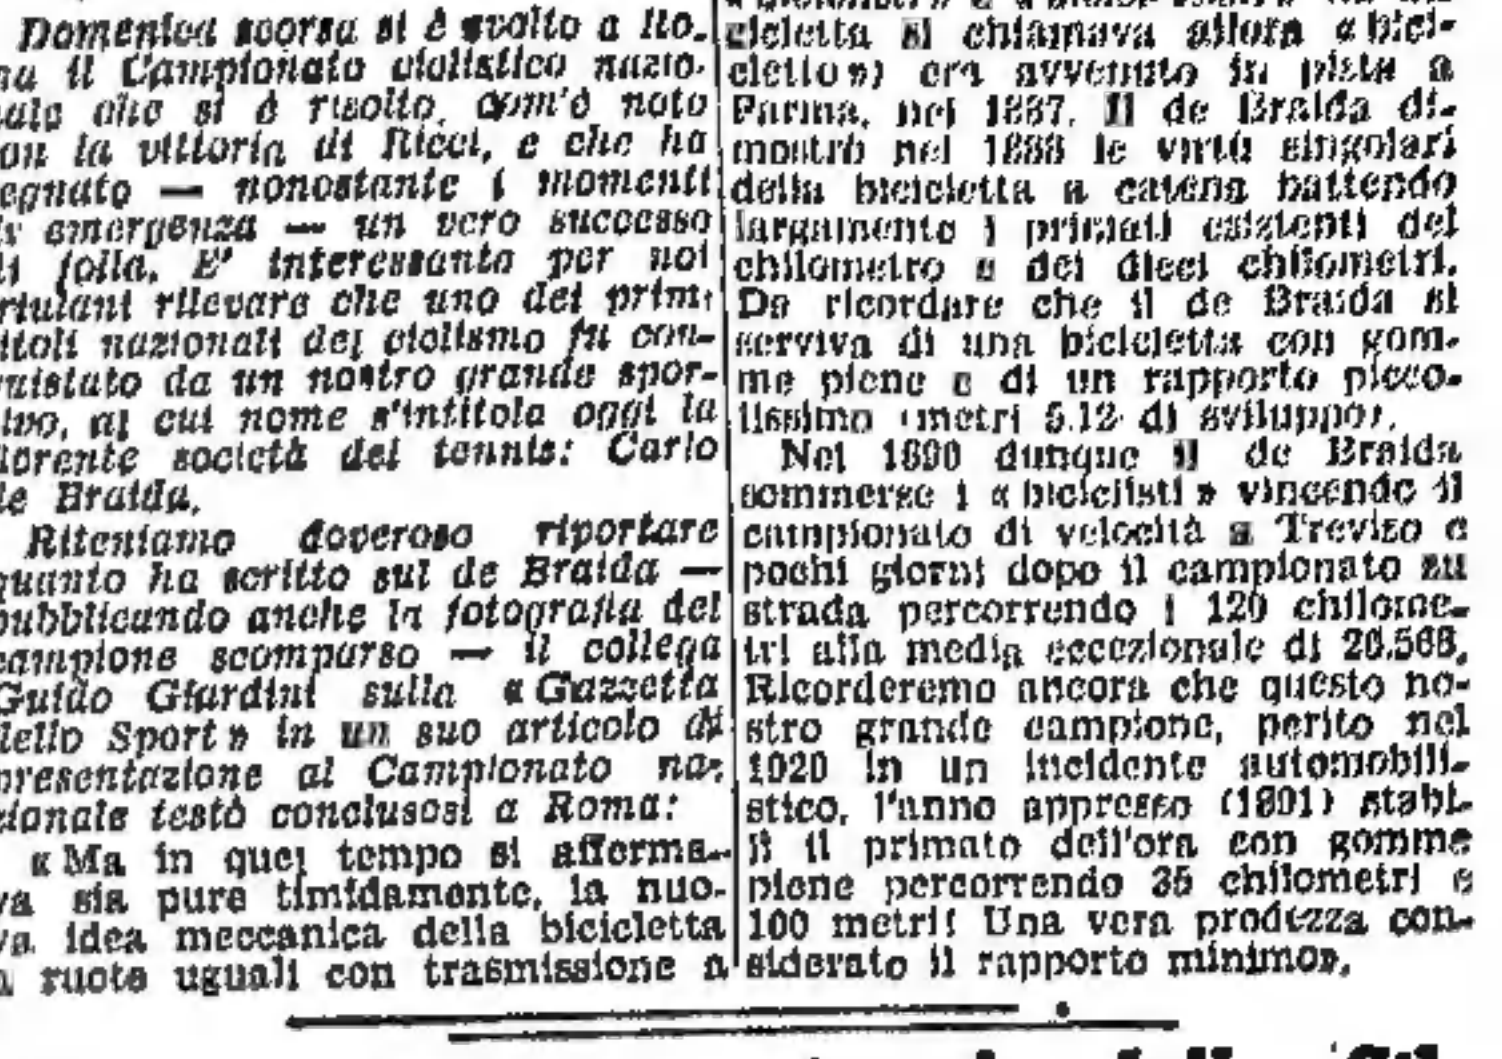 Domenica scorsa si è svolto a Ro-
ma il Campionato ciclistico nazio-
nale che si è risolto, com'è noto
con la vittoria di Ricci, e che ha
segnato — nonostante i momenti
di emergenza — un vero successo
di folla. E' interessante per noi
friulani rilevare che uno dei primi
titoli nazionali del ciclismo fu con-
quistato da un nostro grande spor-
tivo, al cui nome s'intitola oggi la
fiorente società del tennis: Carlo
de Braida.
Riteniamo doveroso riportare
quanto ha scritto sul de Braida —
pubblicando anche la fotografia del
campione scomparso — il collega
Guido Giardini sulla « Gazzetta
dello Sport » in un suo articolo di
presentazione al Campionato na-
zionale testò conclusosi a Roma:
« Ma in quel tempo si afferma-
va sia pure timidamente, la nuo-
va idea meccanica della bicicletta
a ruote uguali con trasmissione a
cicletta si chiamava allora « bici-
cletto ») era avvenuto in pista a
Parma, nel 1887. Il de Braida di-
mostrò nel 1888 le virtù singolari
della bicicletta a catena battendo
largamente i primati esistenti del
chilometro e dei dieci chilometri.
Da ricordare che il de Braida si
serviva di una bicicletta con gom-
me piene e di un rapporto picco-
lissimo (metri 5.12 di sviluppo).
Nel 1890 dunque il de Braida
sommerse i « biciclisti » vincendo il
campionato di velocità a Treviso e
pochi giorni dopo il campionato su
strada percorrendo i 120 chilome-
tri alla media eccezionale di 26.566.
Ricorderemo ancora che questo no-
stro grande campione, perito nel
1920 in un incidente automobili-
stico, l'anno appresso (1891) stabi-
lì il primato dell'ora con gomme
piene percorrendo 35 chilometri e
100 metri! Una vera prodezza con-
siderato il rapporto minimo».